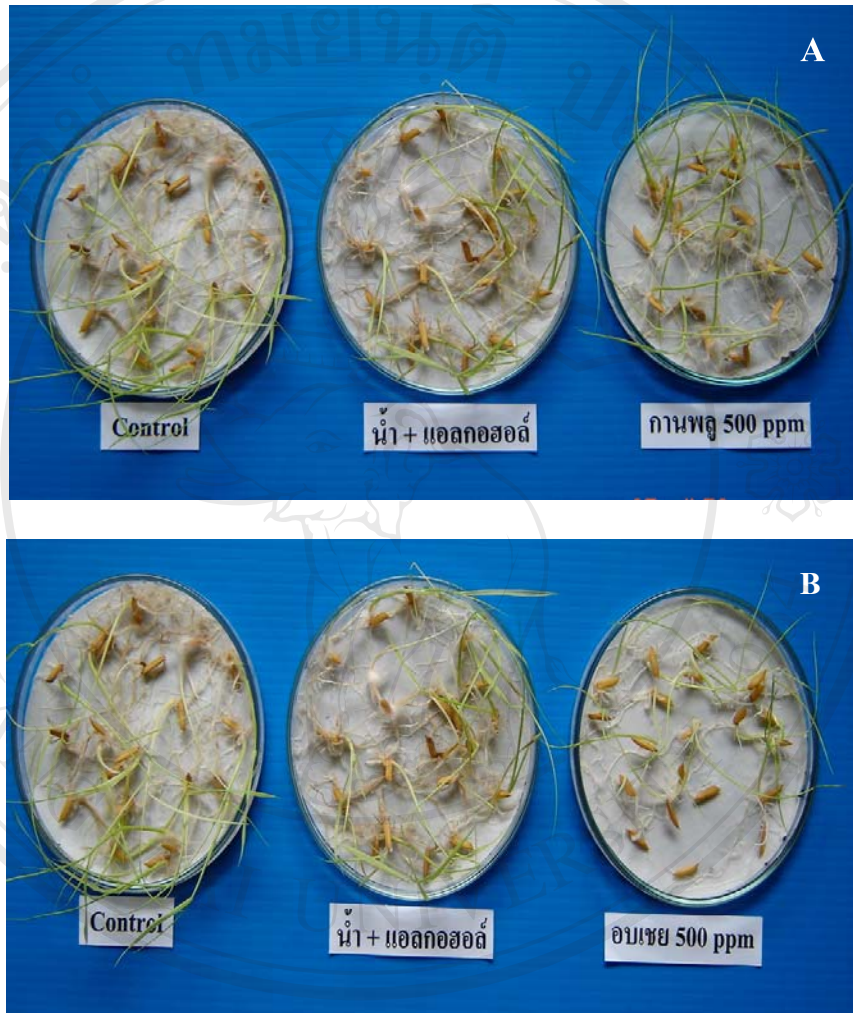 A
Control
น้ำ + แอลกอฮอล์
กานพลู 500 ppm
B
Control
น้ำ + แอลกอฮอล์
อบเชย 500 ppm